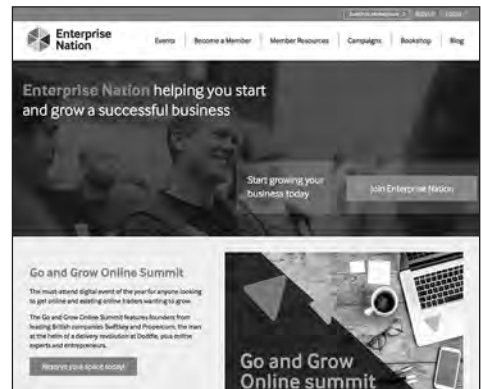 SIGN UP LOGIN
Enterprise
Nation
Events Become a Member Member Resources Campaigns Bookshop Blog
Enterprise Nation helping you start
and grow a successful business
Start growing your
business today
Join Enterprise Nation
Go and Grow Online Summit
The must-attend digital event of the year for anyone looking
to get online and existing online traders wanting to grow.
The Go and Grow Online Summit features founders from
leading British companies Swiftkey and Propercorn, the man
at the helm of a delivery revolution at Doddle, plus online
experts and entrepreneurs.
Reserve your space today!
Go and Grow
Online summit